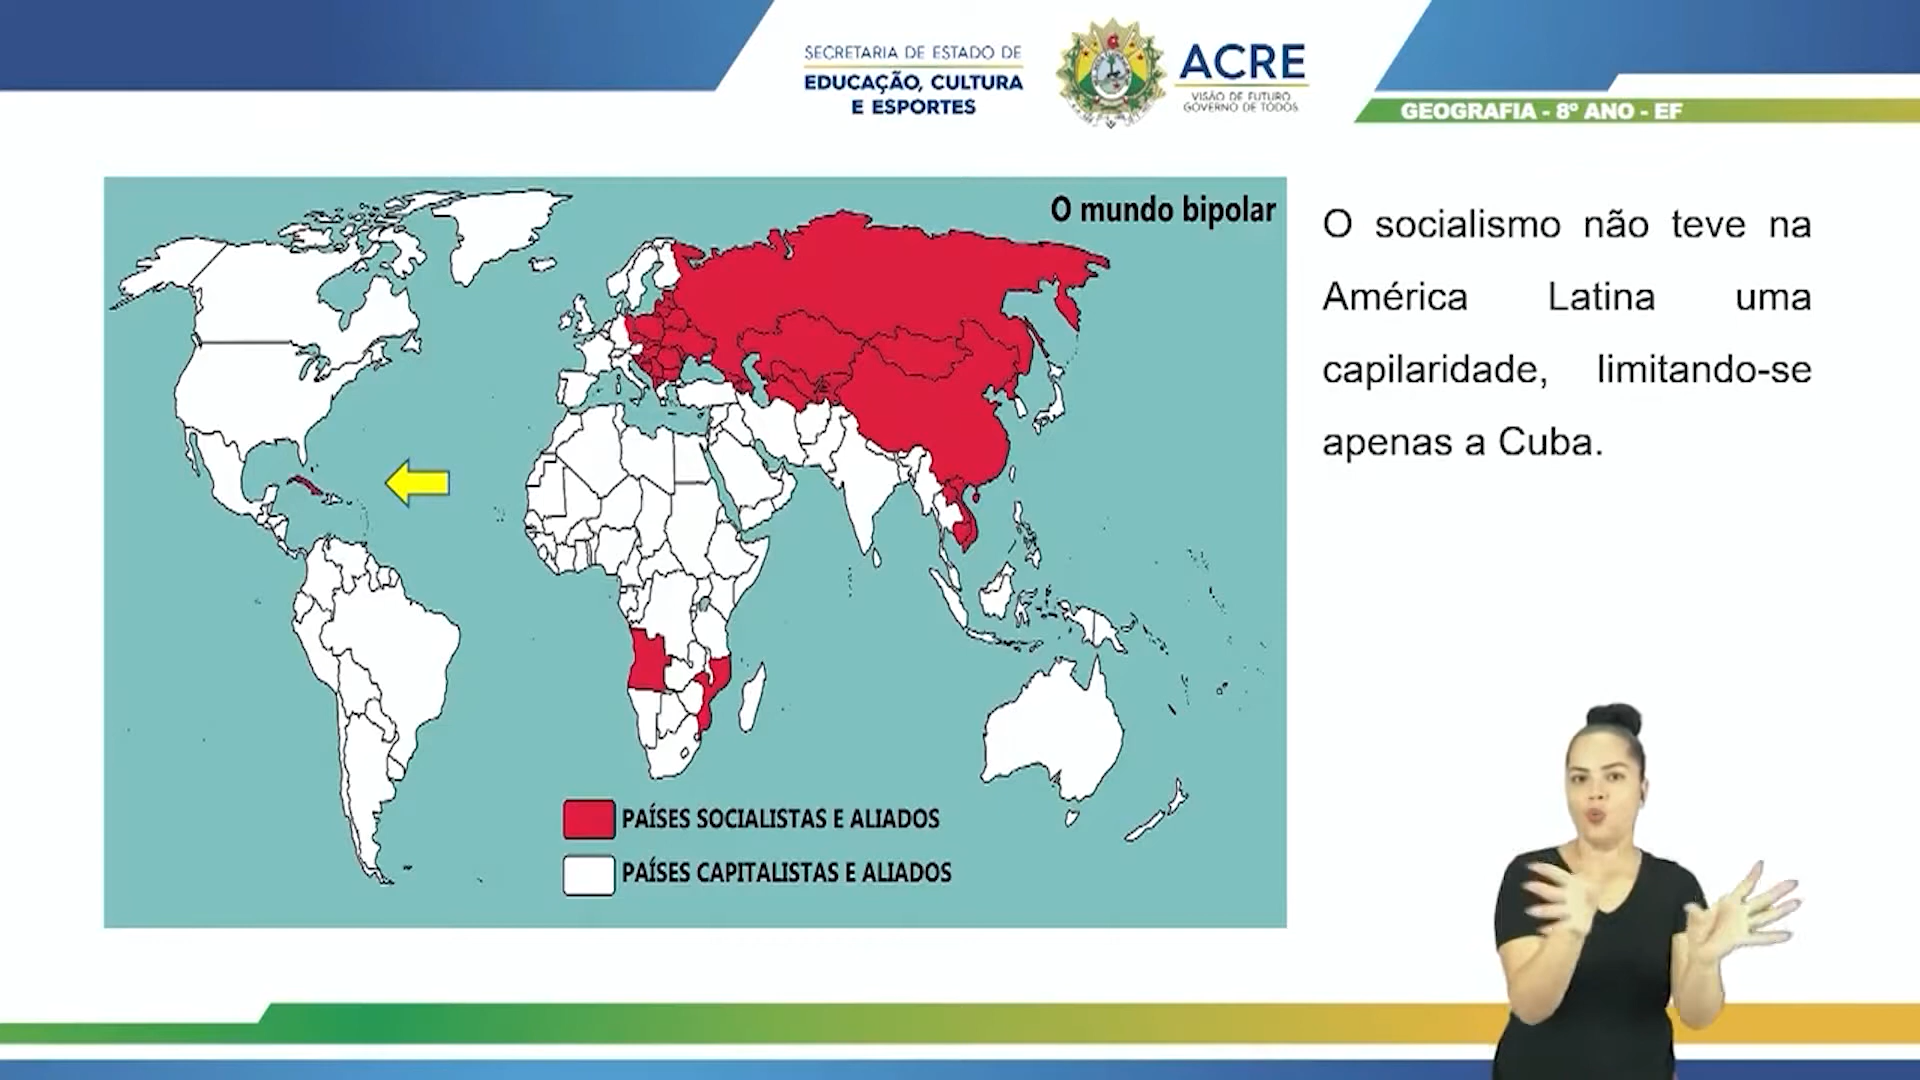 SECRETARIA DE ESTADO DE
EDUCAÇÃO, CULTURA
E ESPORTES
ACRE
VISÃO DE FUTURO
GOVERNO DE TODOS
GEOGRAFIA - 8º ANO - EF
O mundo bipolar
O socialismo não teve na
América Latina uma
capilaridade, limitando-se
apenas a Cuba.
PAÍSES SOCIALISTAS E ALIADOS
PAÍSES CAPITALISTAS E ALIADOS